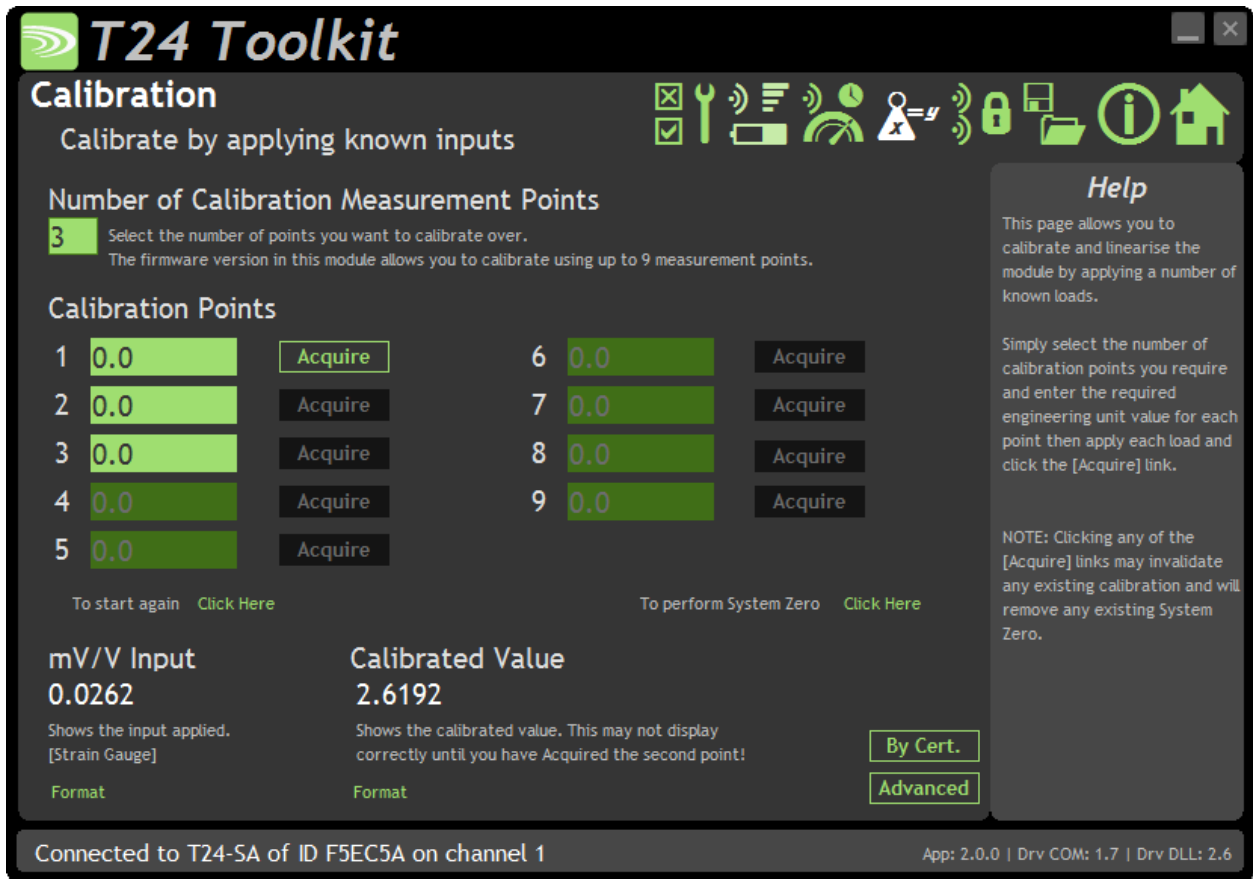 T24 Toolkit
Calibration
Calibrate by applying known inputs
x=y
Number of Calibration Measurement Points
3
Select the number of points you want to calibrate over.
The firmware version in this module allows you to calibrate using up to 9 measurement points.
Calibration Points
1 0.0 Acquire
2 0.0 Acquire
3 0.0 Acquire
4 0.0 Acquire
5 0.0 Acquire
6 0.0 Acquire
7 0.0 Acquire
8 0.0 Acquire
9 0.0 Acquire
To start again Click Here
To perform System Zero Click Here
mV/V Input
0.0262
Shows the input applied.
[Strain Gauge]
Format
Calibrated Value
2.6192
Shows the calibrated value. This may not display
correctly until you have Acquired the second point!
Format
By Cert.
Advanced
Help
This page allows you to
calibrate and linearise the
module by applying a number of
known loads.
Simply select the number of
calibration points you require
and enter the required
engineering unit value for each
point then apply each load and
click the [Acquire] link.
NOTE: Clicking any of the
[Acquire] links may invalidate
any existing calibration and will
remove any existing System
Zero.
Connected to T24-SA of ID F5EC5A on channel 1
App: 2.0.0 | Drv COM: 1.7 | Drv DLL: 2.6